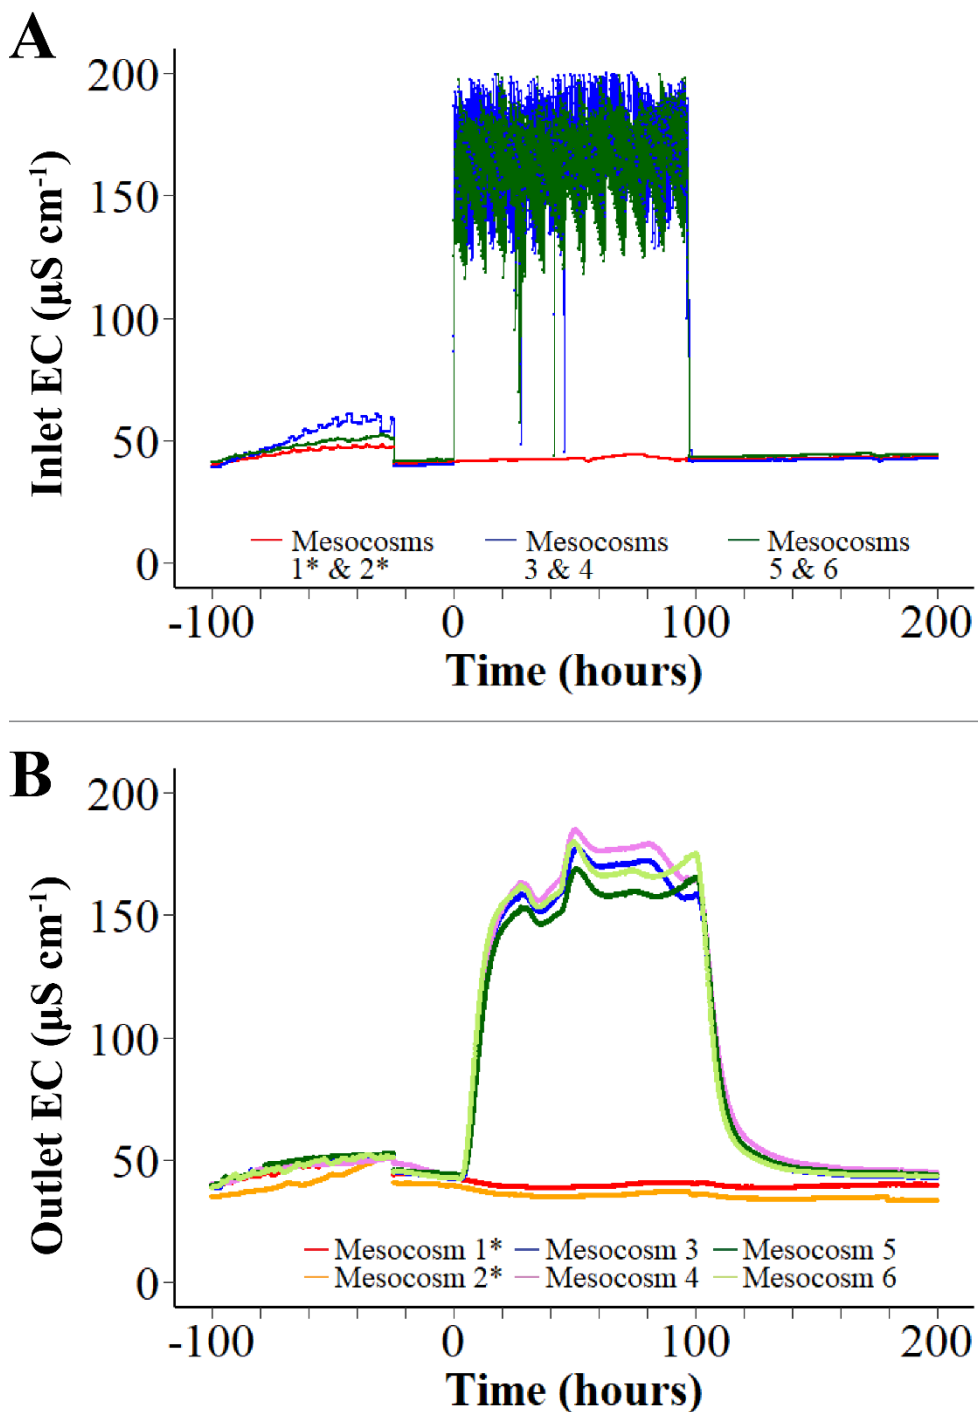 A
Inlet EC (µS cm⁻¹)
200
150
100
50
0
Mesocosms
1* & 2*
Mesocosms
3 & 4
Mesocosms
5 & 6
-100
0
100
200
Time (hours)
B
Outlet EC (µS cm⁻¹)
200
150
100
50
0
Mesocosm 1*
Mesocosm 3
Mesocosm 5
Mesocosm 2*
Mesocosm 4
Mesocosm 6
-100
0
100
200
Time (hours)